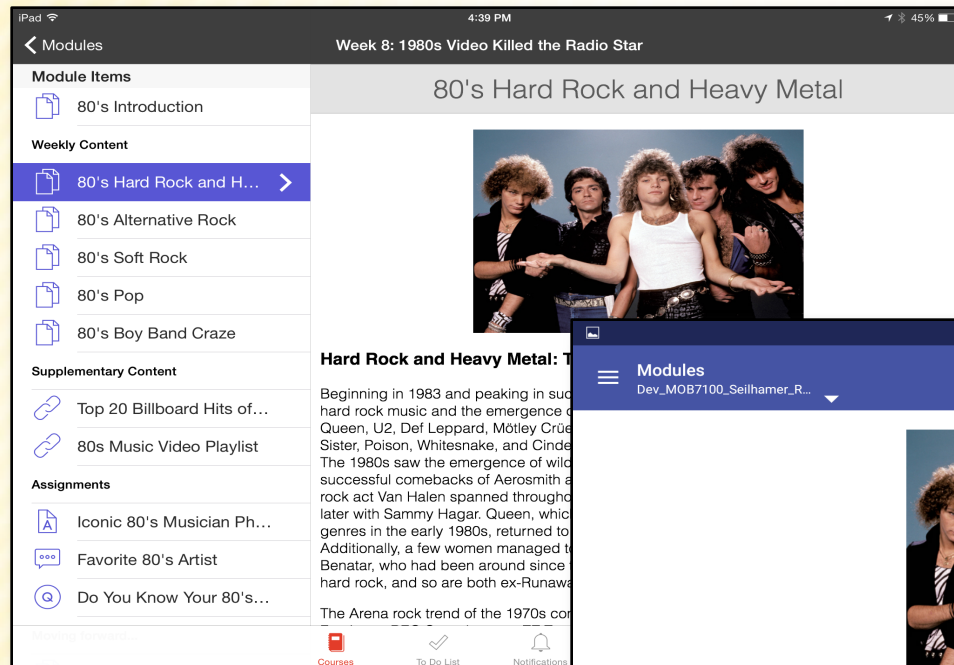 iPad
4:39 PM
45%
Modules
Week 8: 1980s Video Killed the Radio Star
Module Items
80's Introduction
Weekly Content
80's Hard Rock and H...
80's Alternative Rock
80's Soft Rock
80's Pop
80's Boy Band Craze
Supplementary Content
Top 20 Billboard Hits of...
80s Music Video Playlist
Assignments
A
Iconic 80's Musician Ph...
Favorite 80's Artist
Q
Do You Know Your 80's...
Moving forward...
80's Hard Rock and Heavy Metal
Hard Rock and Heavy Metal: T
Beginning in 1983 and peaking in suc
hard rock music and the emergence
Queen, U2, Def Leppard, Mötley Crüe
Sister, Poison, Whitesnake, and Cinde
The 1980s saw the emergence of wild
successful comebacks of Aerosmith a
rock act Van Halen spanned througho
later with Sammy Hagar. Queen, whic
genres in the early 1980s, returned to
Additionally, a few women managed t
Benatar, who had been around since
hard rock, and so are both ex-Runawa
The Arena rock trend of the 1970s con
Courses
To Do List
Notifications
Modules
Dev_MOB7100_Seilhamer_R...